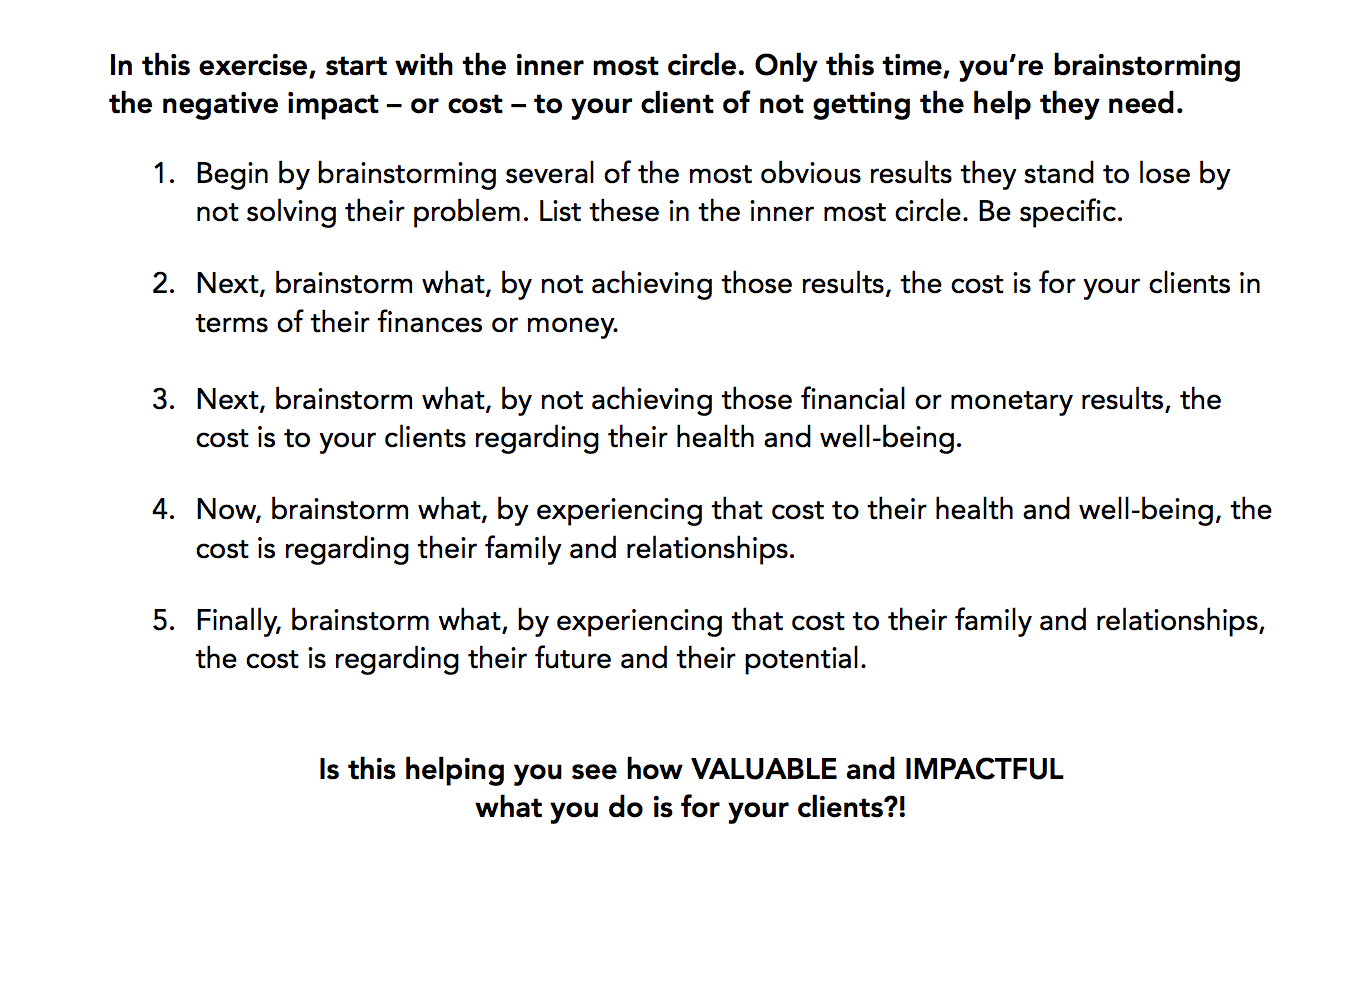 In this exercise, start with the inner most circle. Only this time, you're brainstorming
the negative impact – or cost – to your client of not getting the help they need.
1. Begin by brainstorming several of the most obvious results they stand to lose by
not solving their problem. List these in the inner most circle. Be specific.
2. Next, brainstorm what, by not achieving those results, the cost is for your clients in
terms of their finances or money.
3. Next, brainstorm what, by not achieving those financial or monetary results, the
cost is to your clients regarding their health and well-being.
4. Now, brainstorm what, by experiencing that cost to their health and well-being, the
cost is regarding their family and relationships.
5. Finally, brainstorm what, by experiencing that cost to their family and relationships,
the cost is regarding their future and their potential.
Is this helping you see how VALUABLE and IMPACTFUL
what you do is for your clients?!